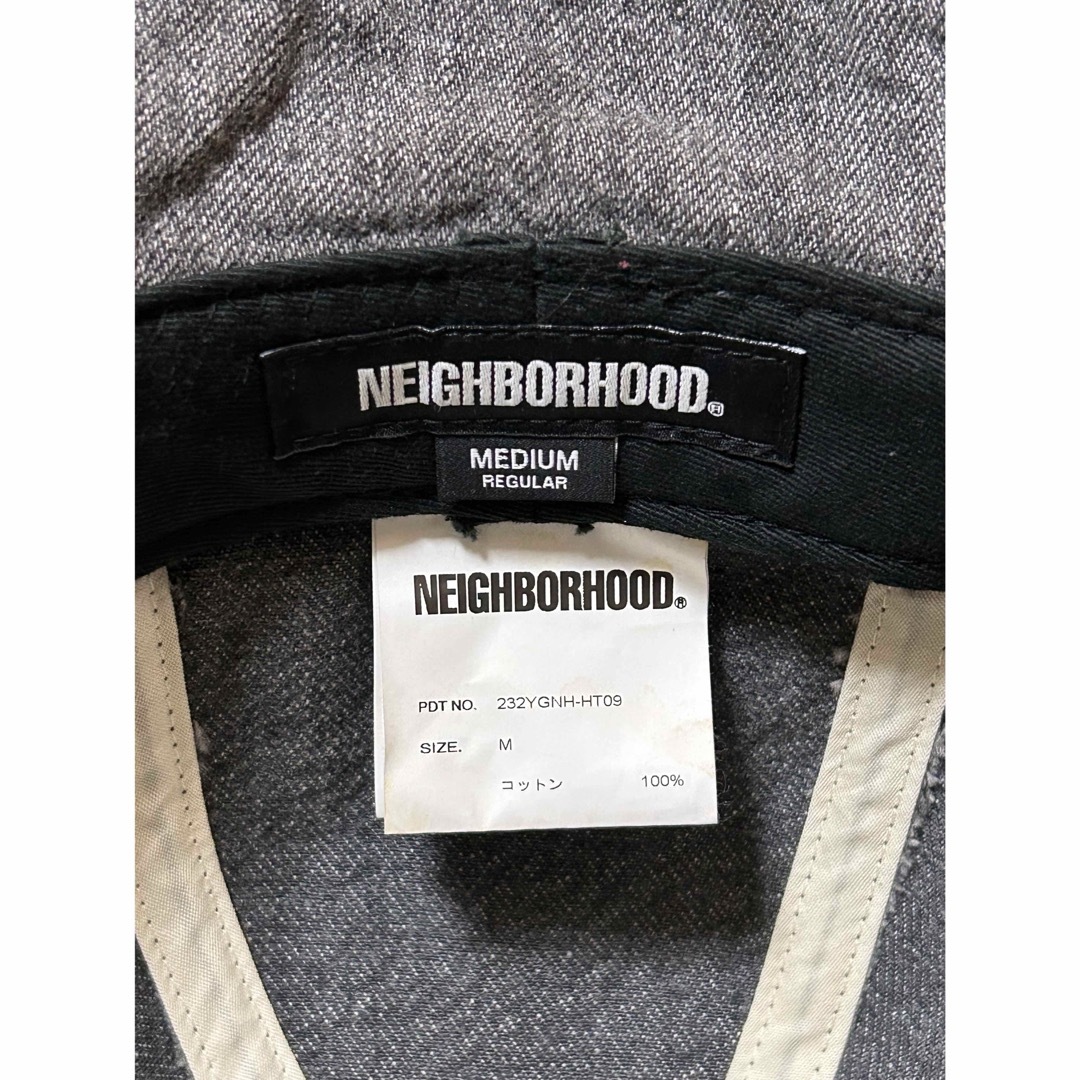 NEIGHBORHOOD®
MEDIUM
REGULAR
NEIGHBORHOOD®
PDT NO. 232YGNH-HT09
SIZE. M
コットン 100%